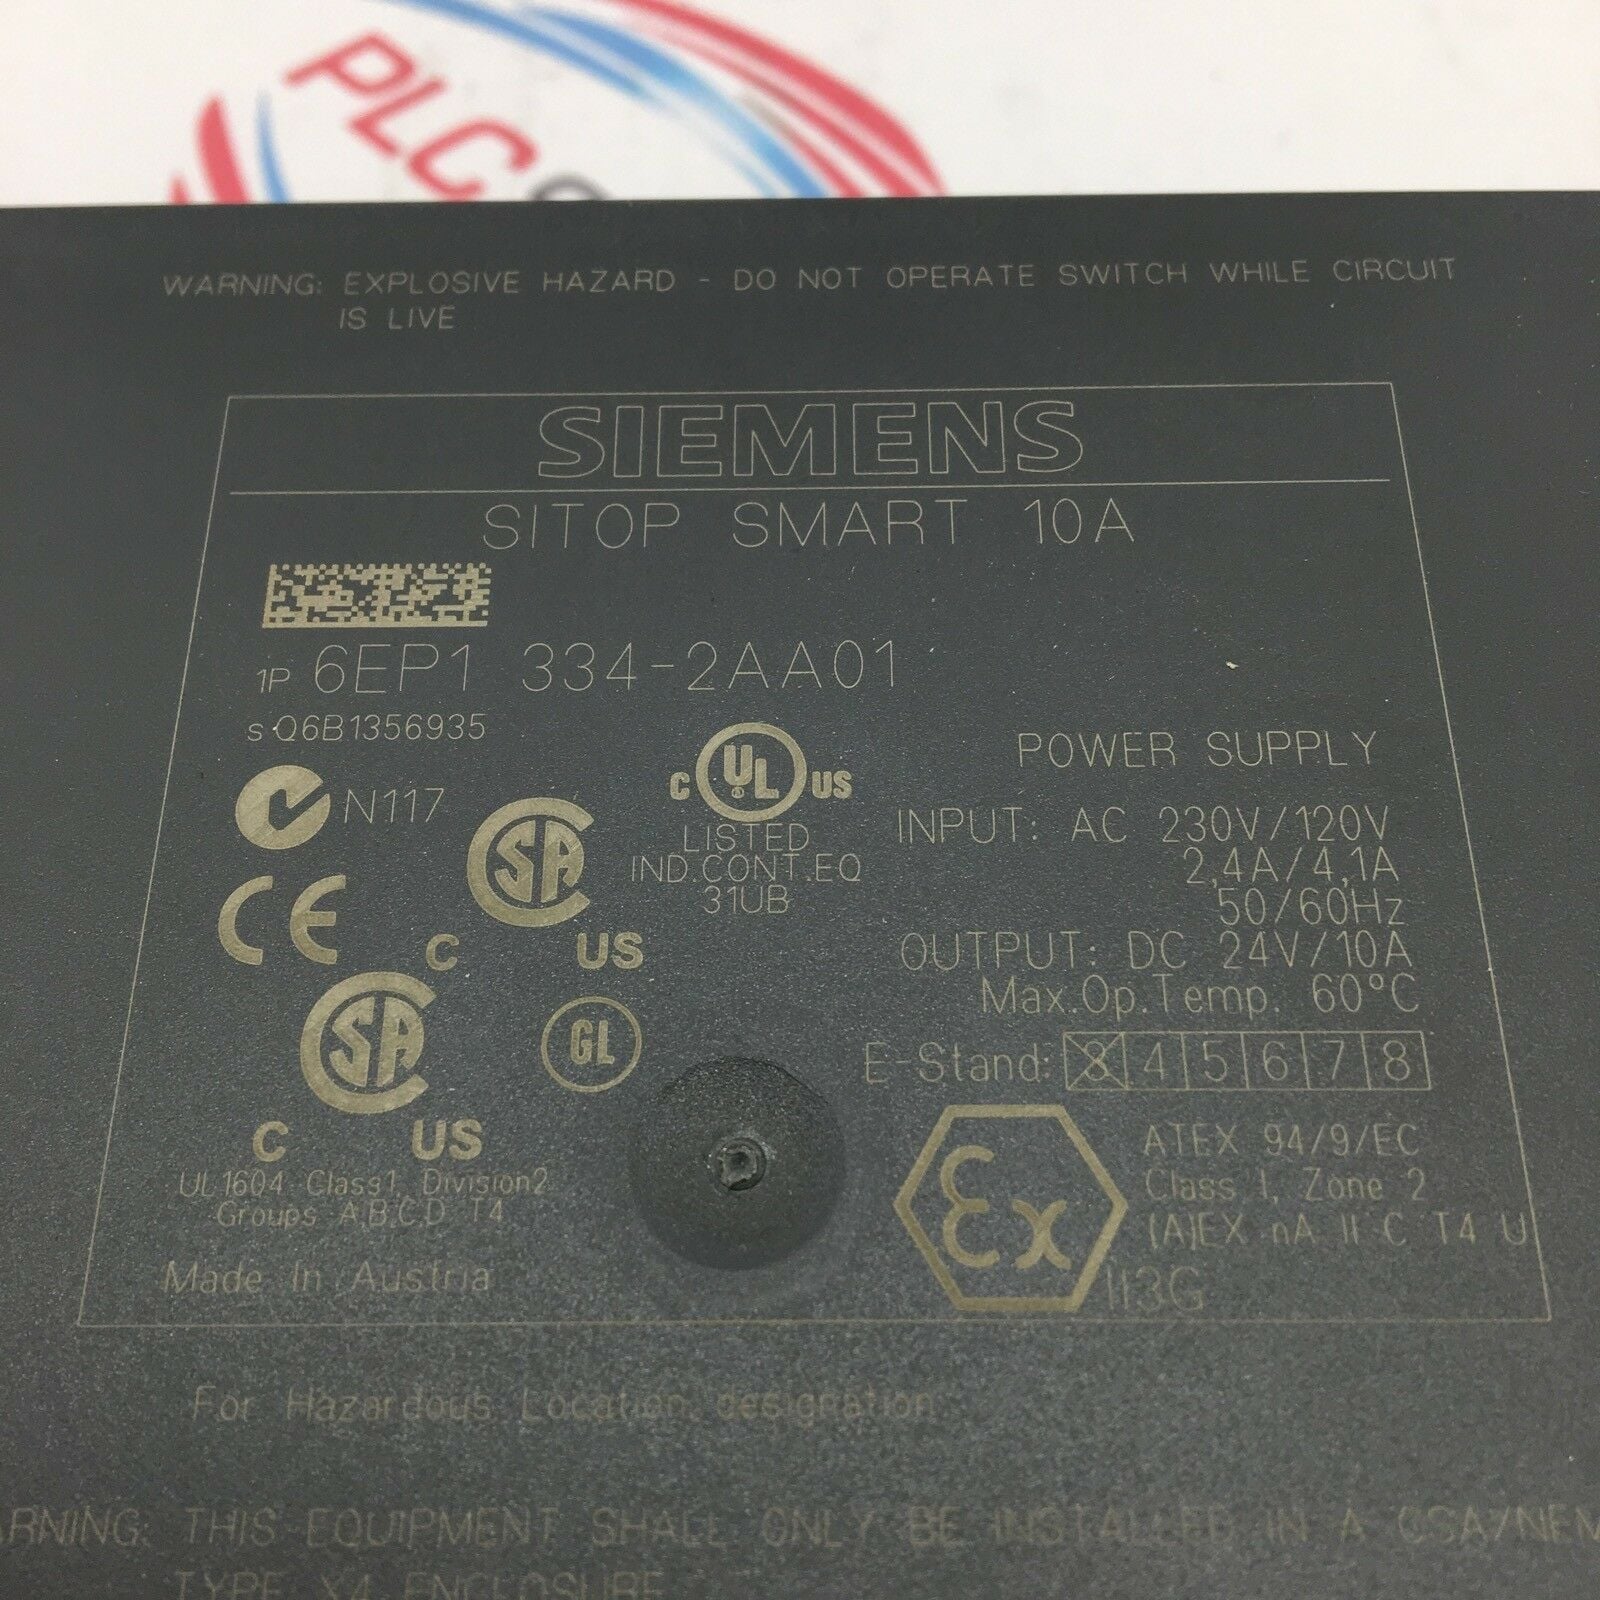 PLC
WARNING: EXPLOSIVE HAZARD - DO NOT OPERATE SWITCH WHILE CIRCUIT
IS LIVE
SIEMENS
SITOP SMART 10A
1P 6EP1 334-2AA01
S Q6B1356935
N117
C UL US
LISTED
IND.CONT.EQ
31UB
SA
CE
C US
SA
GL
C US
UL1604 Class1, Division2
Groups A,B,C,D T4
Made In Austria
POWER SUPPLY
INPUT: AC 230V/120V
2,4A/4,1A
50/60Hz
OUTPUT: DC 24V/10A
Max.Op.Temp. 60°C
E-Stand: 3 4 5 6 7 8
Ex
ATEX 94/9/EC
Class I, Zone 2
(A)EX nA II C T4 U
II3G
For Hazardous Location designation
ARNING: THIS EQUIPMENT SHALL ONLY BE INSTALLED IN A CSA/NEM
TYPE X4 ENCLOSURE